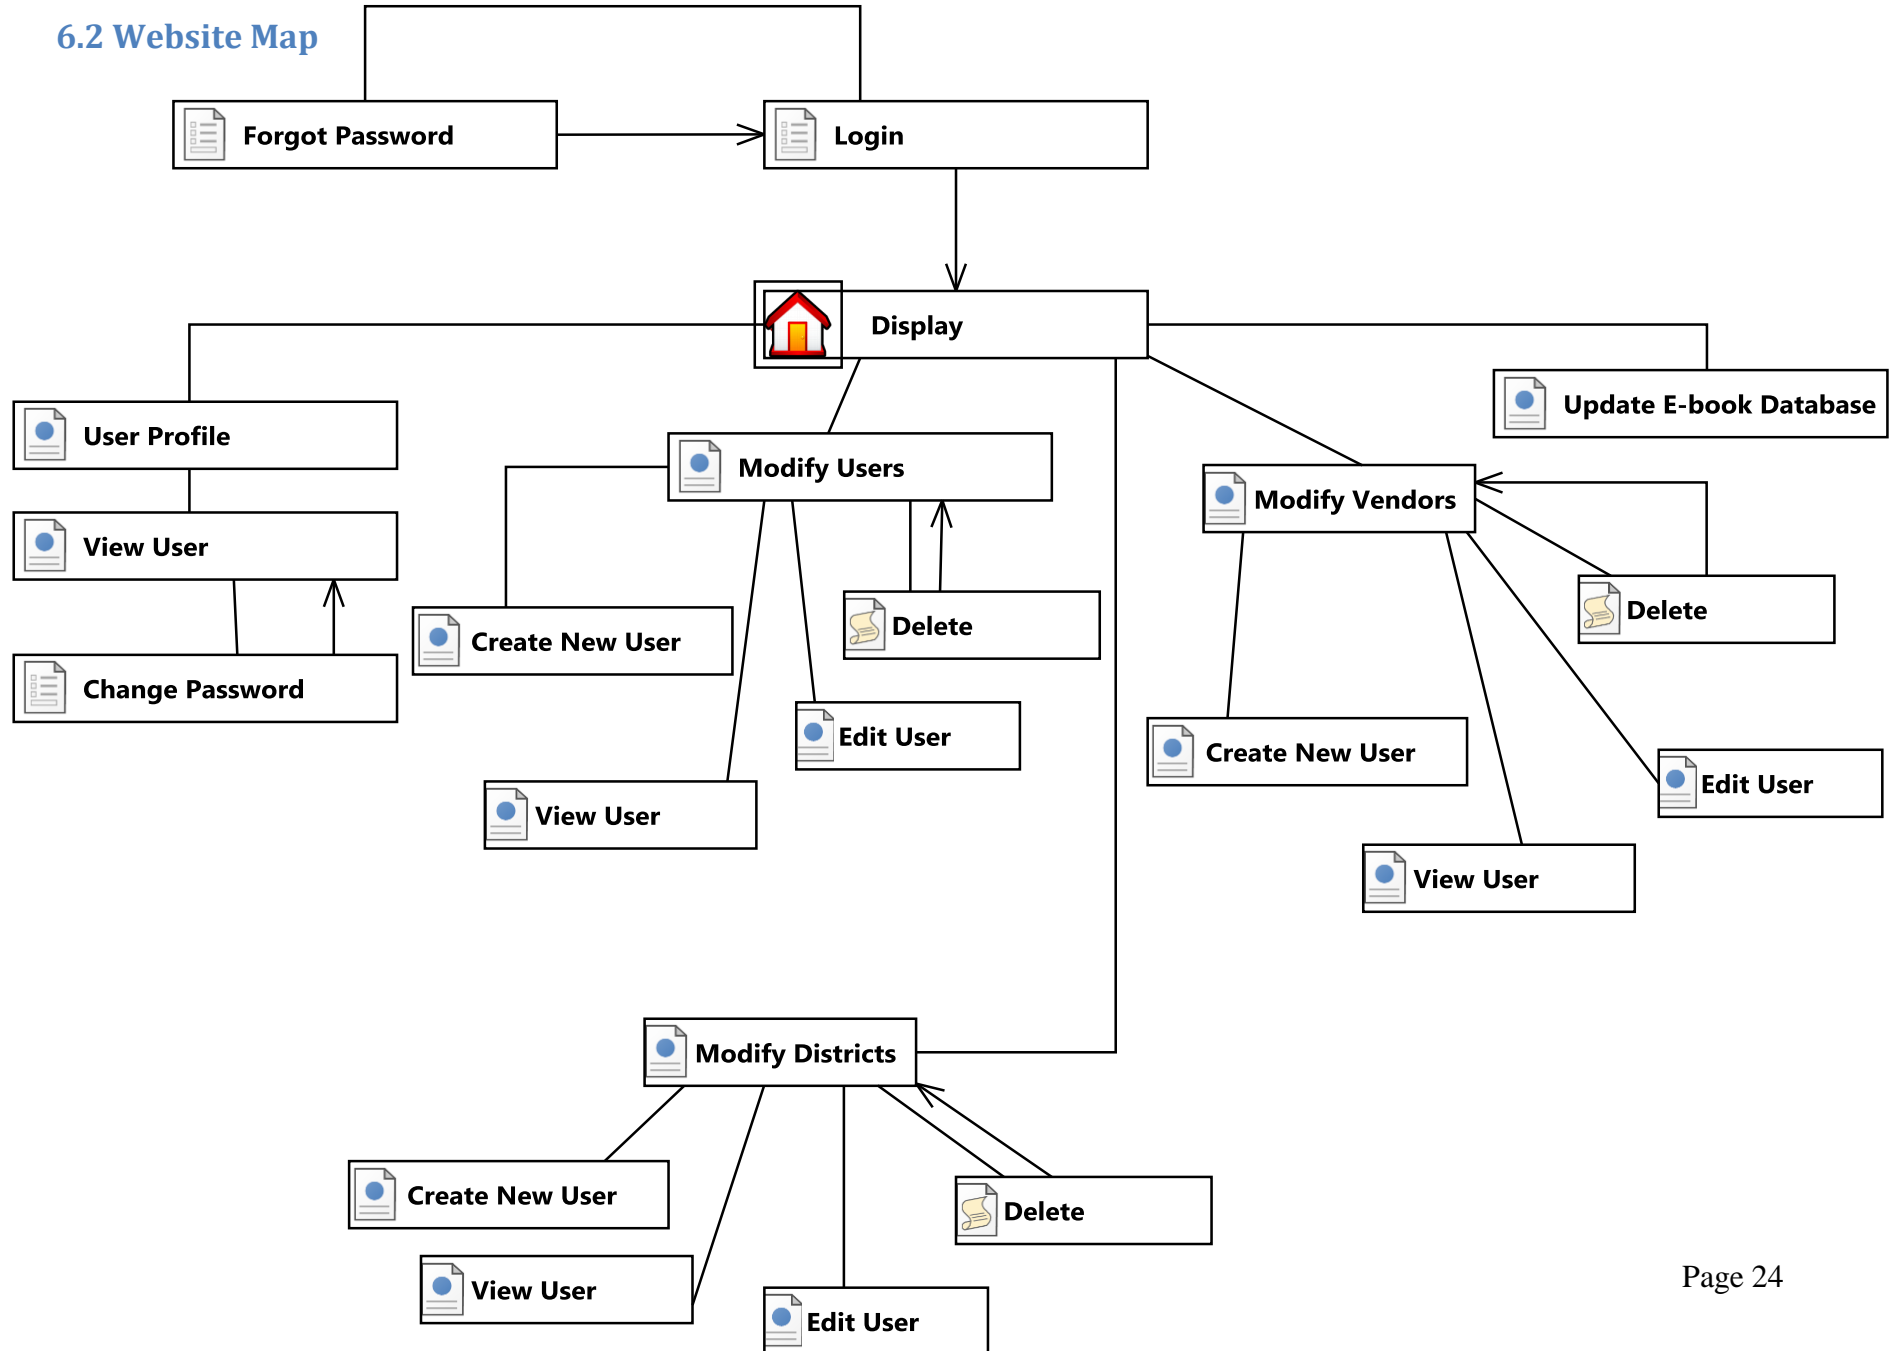 6.2 Website Map
Forgot Password
Login
Display
User Profile
Update E-book Database
Modify Users
Modify Vendors
View User
Delete
Delete
Create New User
Change Password
Edit User
Create New User
Edit User
View User
View User
Modify Districts
Create New User
Delete
View User
Edit User
Page 24